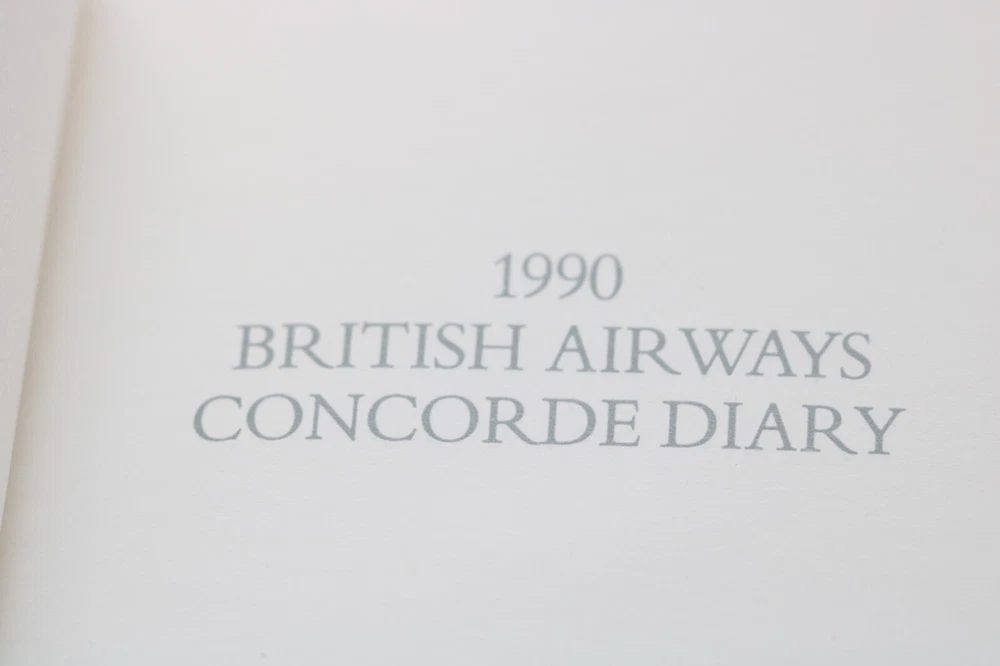 1990
BRITISH AIRWAYS
CONCORDE DIARY